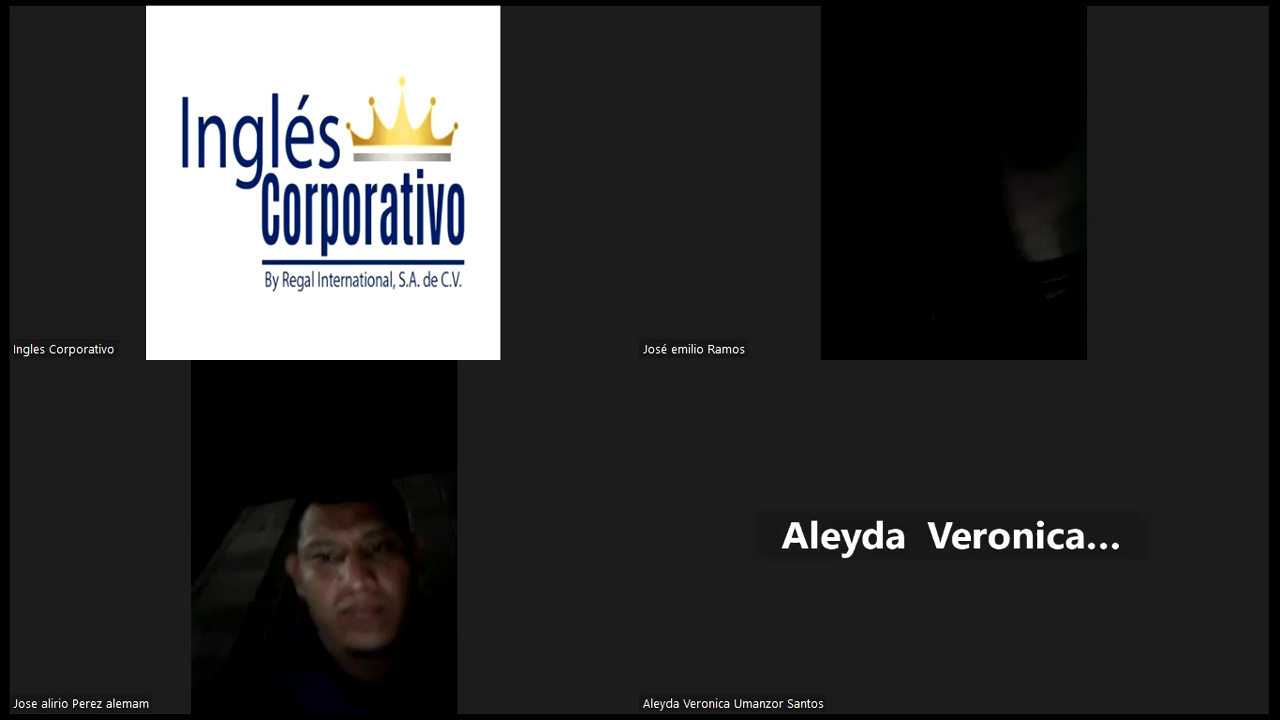 Inglés
Corporativo
By Regal International, S.A. de C.V.
Ingles Corporativo
José emilio Ramos
Aleyda Veronica...
Jose alirio Perez alemam
Aleyda Veronica Umanzor Santos